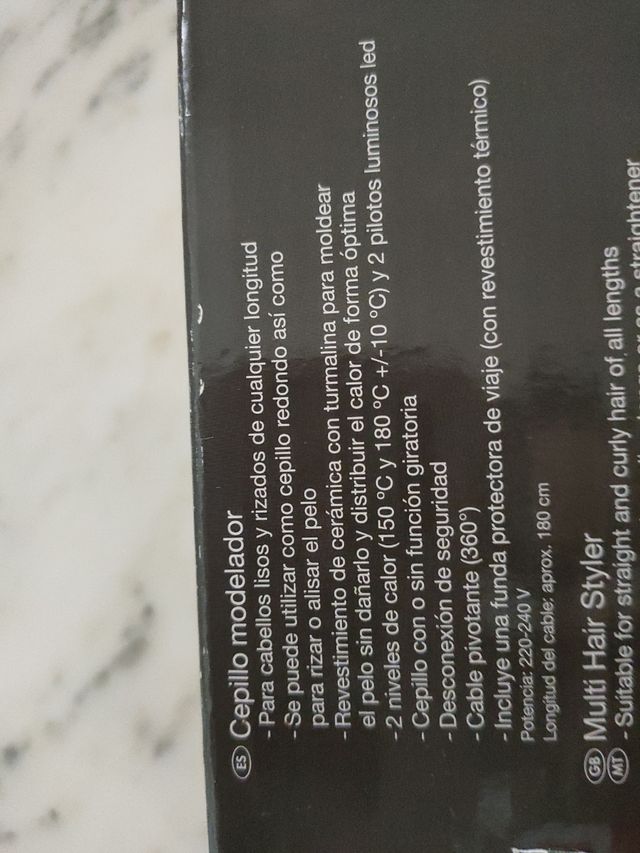 ES Cepillo modelador
- Para cabellos lisos y rizados de cualquier longitud
- Se puede utilizar como cepillo redondo así como
para rizar o alisar el pelo
- Revestimiento de cerámica con turmalina para moldear
el pelo sin dañarlo y distribuir el calor de forma óptima
- 2 niveles de calor (150 °C y 180 °C +/-10 °C) y 2 pilotos luminosos led
- Cepillo con o sin función giratoria
- Desconexión de seguridad
- Cable pivotante (360°)
- Incluye una funda protectora de viaje (con revestimiento térmico)
Potencia: 220-240 V
Longitud del cable: aprox. 180 cm
GB Multi Hair Styler
MT - Suitable for straight and curly hair of all lengths
straightener